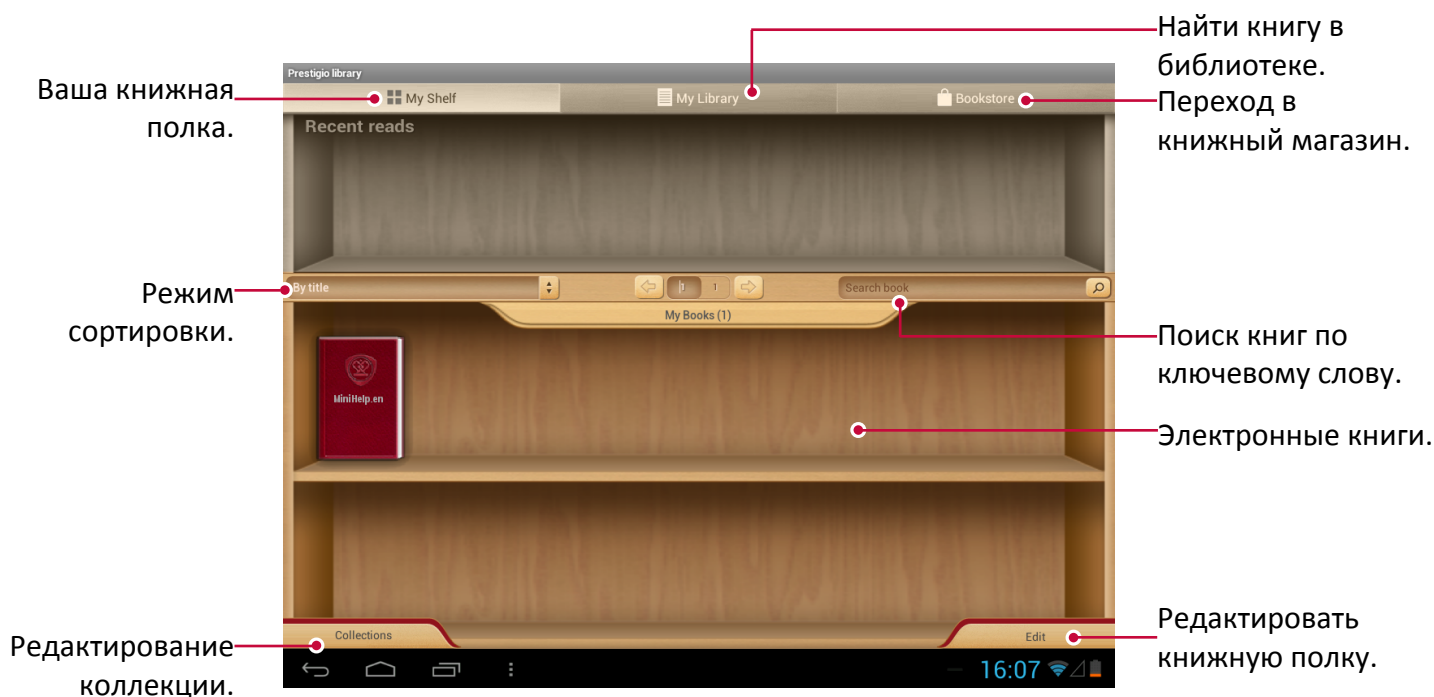 Найти книгу в
библиотеке.
Ваша книжная
полка.
Переход в
книжный магазин.
Prestigio library
My Shelf
My Library
Bookstore
Recent reads
Режим
сортировки.
By title
1
1
Search book
My Books (1)
Поиск книг по
ключевому слову.
MiniHelp.en
Электронные книги.
Редактирование
коллекции.
Collections
Edit
Редактировать
книжную полку.
16:07